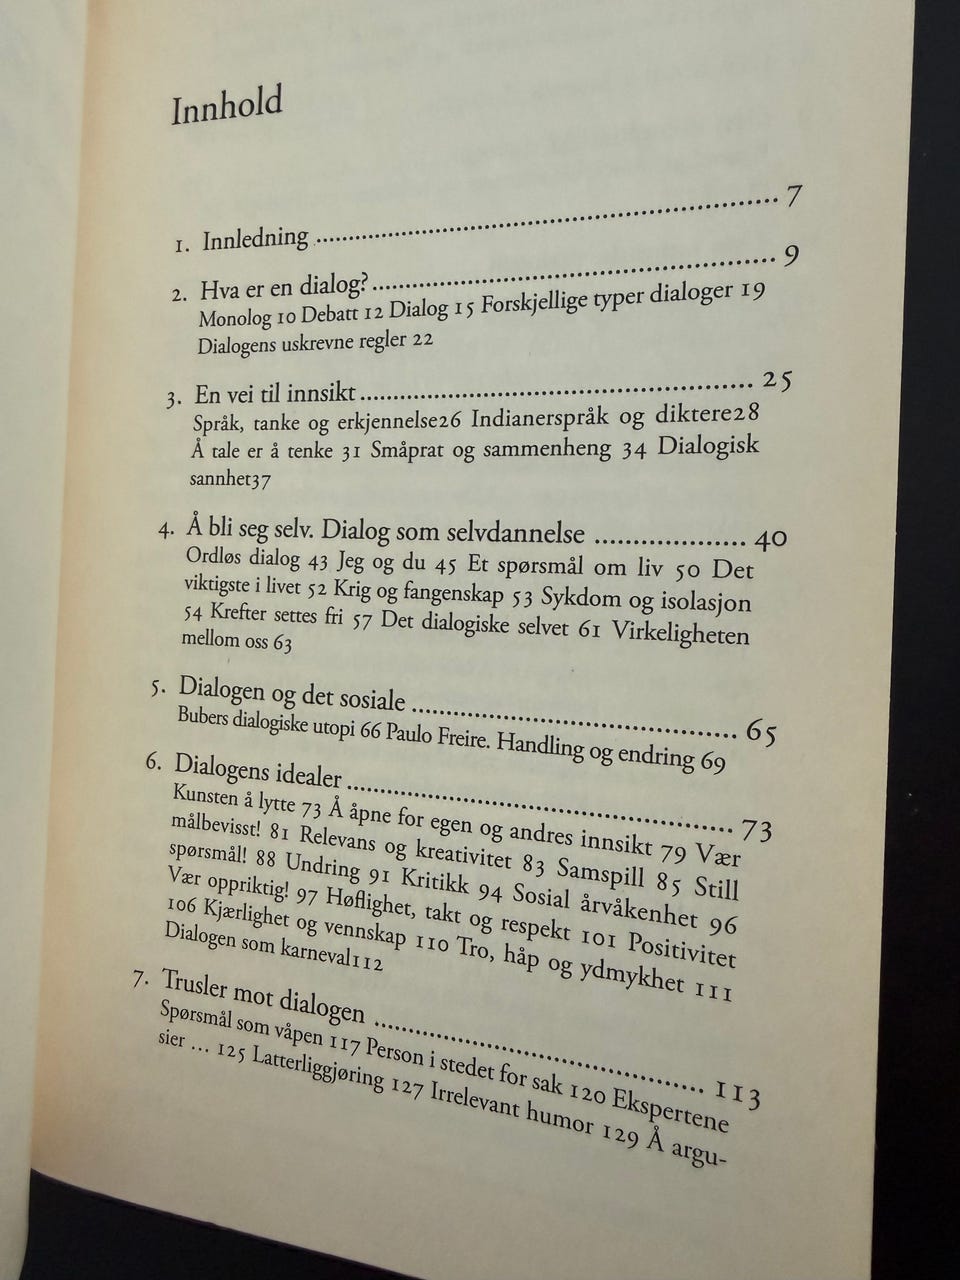 Innhold
1. Innledning .......... 7
2. Hva er en dialog? .......... 9
Monolog 10 Debatt 12 Dialog 15 Forskjellige typer dialoger 19
Dialogens uskrevne regler 22
3. En vei til innsikt .......... 25
Språk, tanke og erkjennelse26 Indianerspråk og diktere28
Å tale er å tenke 31 Småprat og sammenheng 34 Dialogisk
sannhet37
4. Å bli seg selv. Dialog som selvdannelse .......... 40
Ordløs dialog 43 Jeg og du 45 Et spørsmål om liv 50 Det
viktigste i livet 52 Krig og fangenskap 53 Sykdom og isolasjon
54 Krefter settes fri 57 Det dialogiske selvet 61 Virkeligheten
mellom oss 63
5. Dialogen og det sosiale .......... 65
Bubers dialogiske utopi 66 Paulo Freire. Handling og endring 69
6. Dialogens idealer .......... 73
Kunsten å lytte 73 Å åpne for egen og andres innsikt 79 Vær
målbevisst! 81 Relevans og kreativitet 83 Samspill 85 Still
spørsmål! 88 Undring 91 Kritikk 94 Sosial årvåkenhet 96
Vær oppriktig! 97 Høflighet, takt og respekt 101 Positivitet
106 Kjærlighet og vennskap 110 Tro, håp og ydmykhet 111
Dialogen som karneval112
7. Trusler mot dialogen .......... 113
Spørsmål som våpen 117 Person i stedet for sak 120 Ekspertene
sier ... 125 Latterliggjøring 127 Irrelevant humor 129 Å argu-